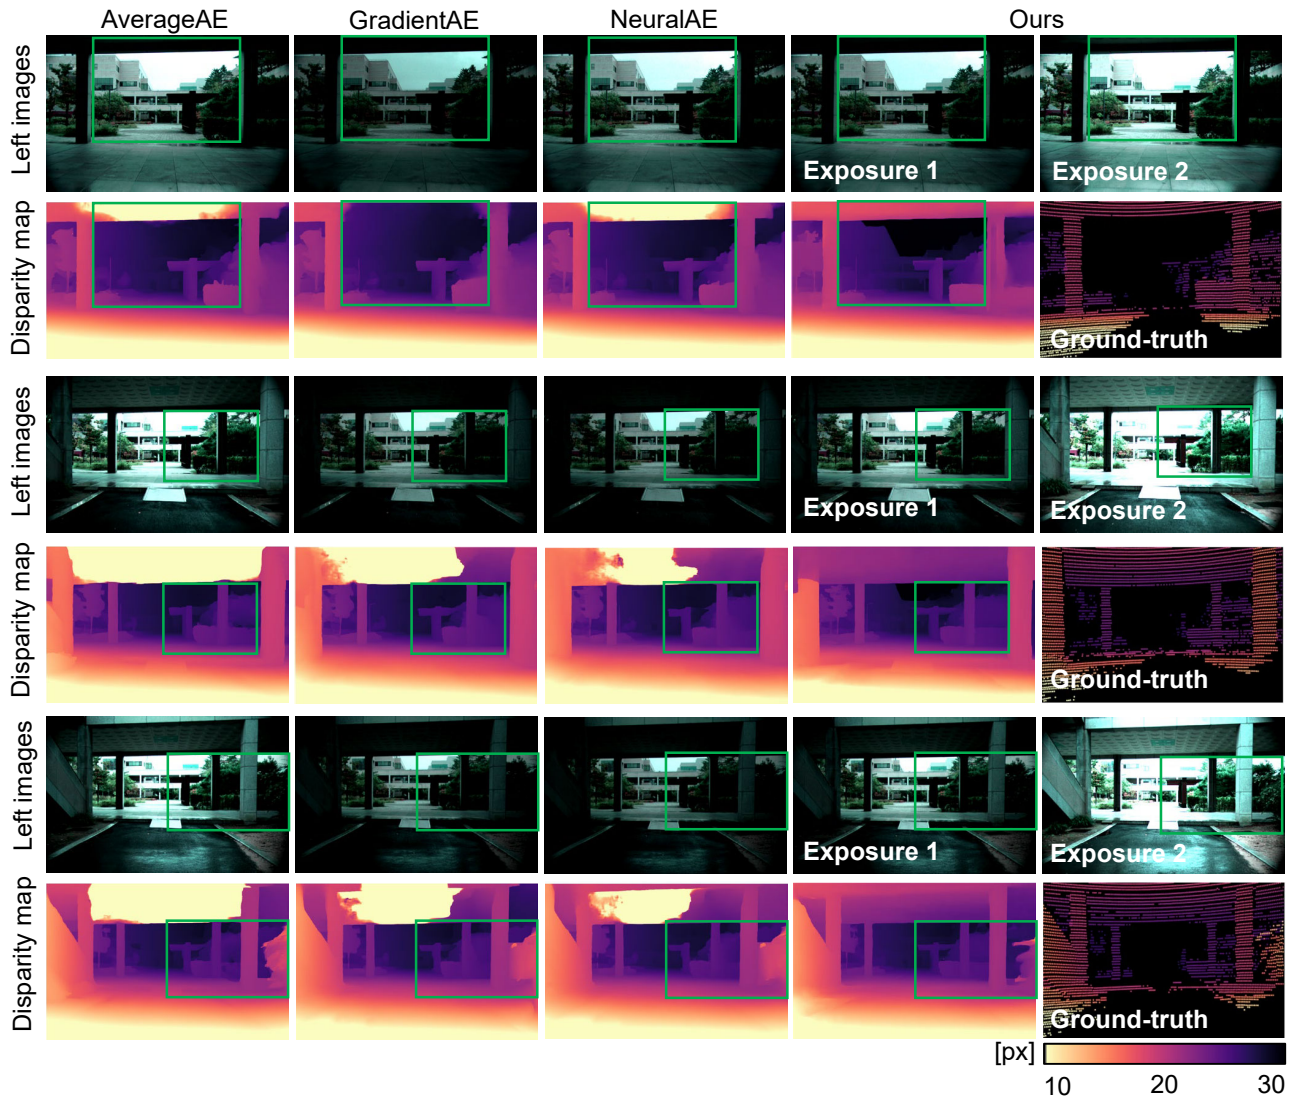 AverageAE GradientAE NeuralAE Ours
Left images
Exposure 1 Exposure 2
Disparity map
Ground-truth
Left images
Exposure 1 Exposure 2
Disparity map
Ground-truth
Left images
Exposure 1 Exposure 2
Disparity map
Ground-truth
[px]
10 20 30